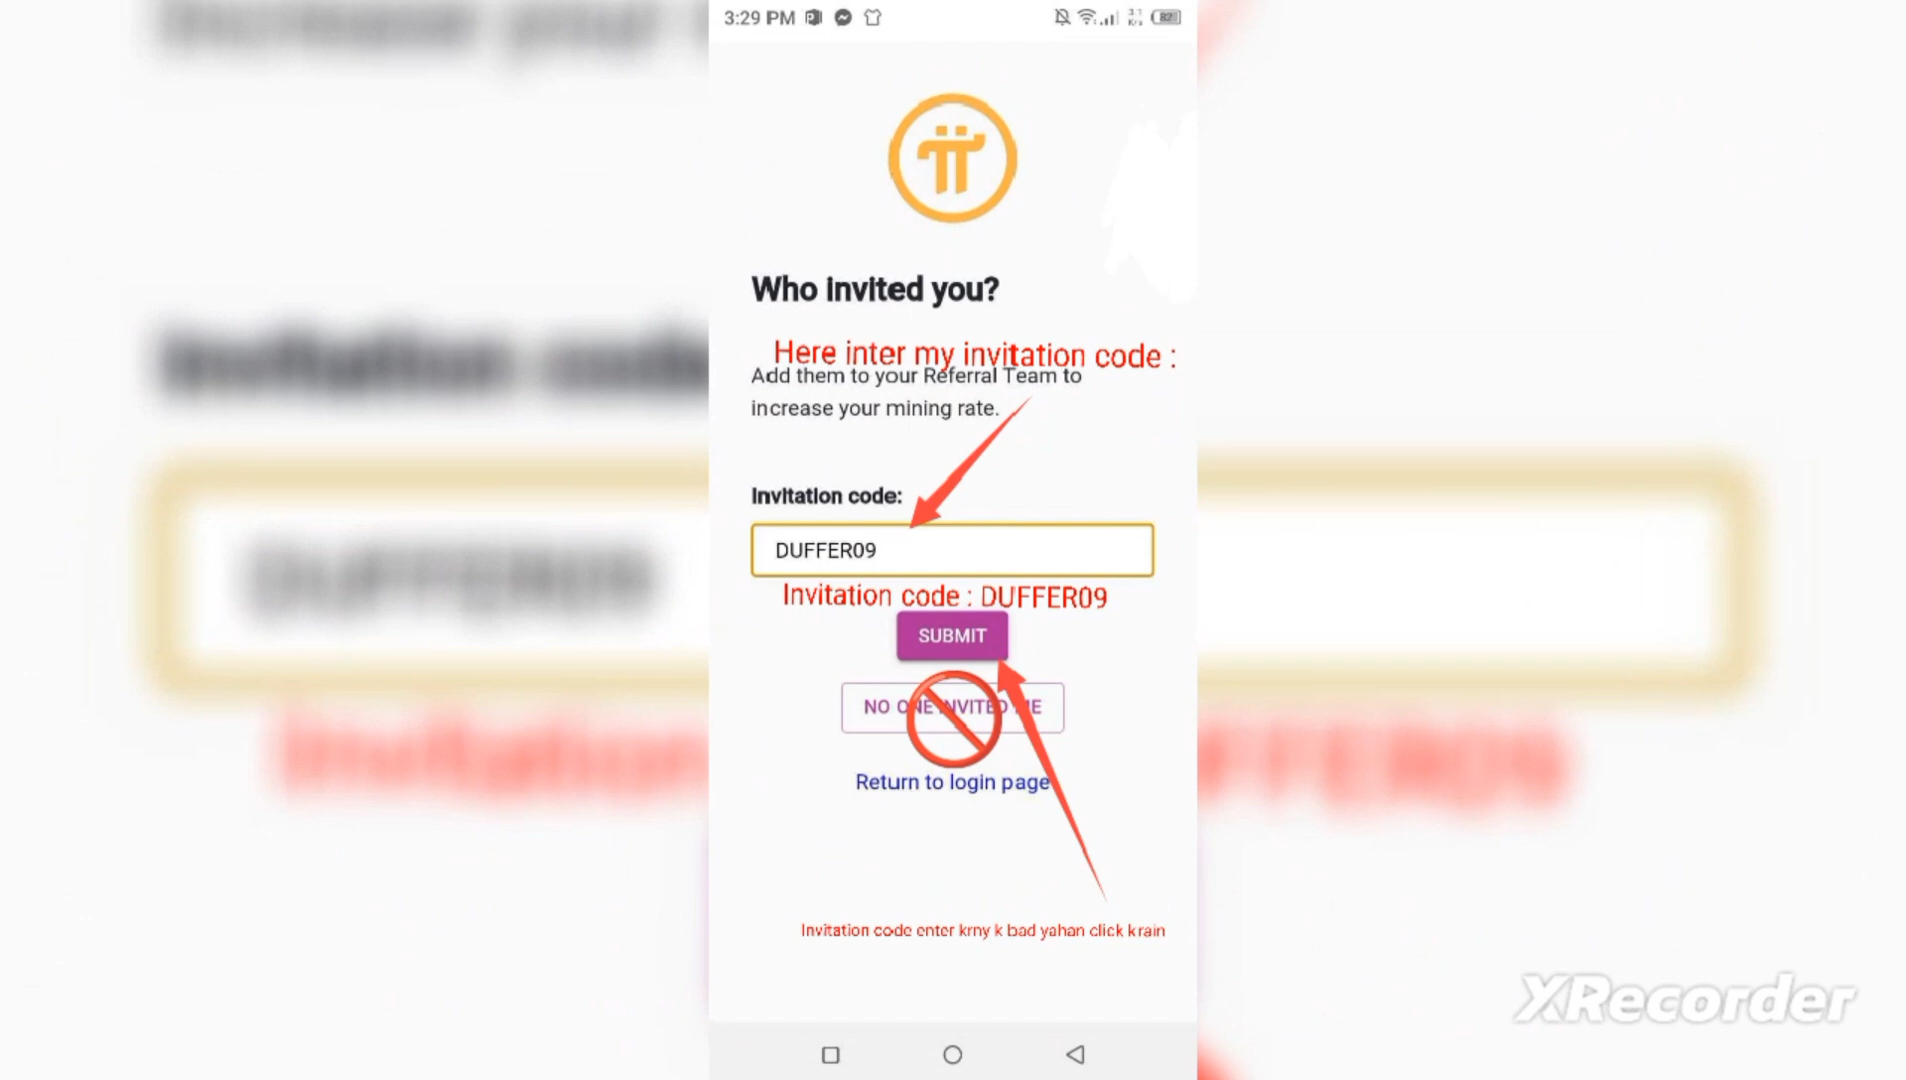 3:29 PM
82
Who invited you?
Here inter my invitation code :
Add them to your Referral Team to
increase your mining rate.
Invitation code:
DUFFER09
Invitation code : DUFFER09
SUBMIT
NO ONE INVITED ME
Return to login page
Invitation code enter krny k bad yahan click krain
XRecorder